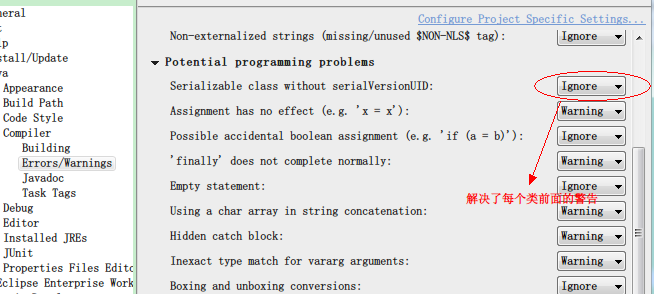 neral
t
lp
stall/Update
va
Appearance
Build Path
Code Style
Compiler
Building
Errors/Warnings
Javadoc
Task Tags
Debug
Editor
Installed JREs
JUnit
Properties Files Edito
Eclipse Enterprise Work
Configure Project Specific Settings...
Non-externalized strings (missing/unused $NON-NLS$ tag): Ignore
Potential programming problems
Serializable class without serialVersionUID: Ignore
Assignment has no effect (e.g. 'x = x'): Warning
Possible accidental boolean assignment (e.g. 'if (a = b)'): Ignore
'finally' does not complete normally: Warning
Empty statement: Ignore
解决了每个类前面的警告
Using a char array in string concatenation: Warning
Hidden catch block: Warning
Inexact type match for vararg arguments: Warning
Boxing and unboxing conversions: Ignore